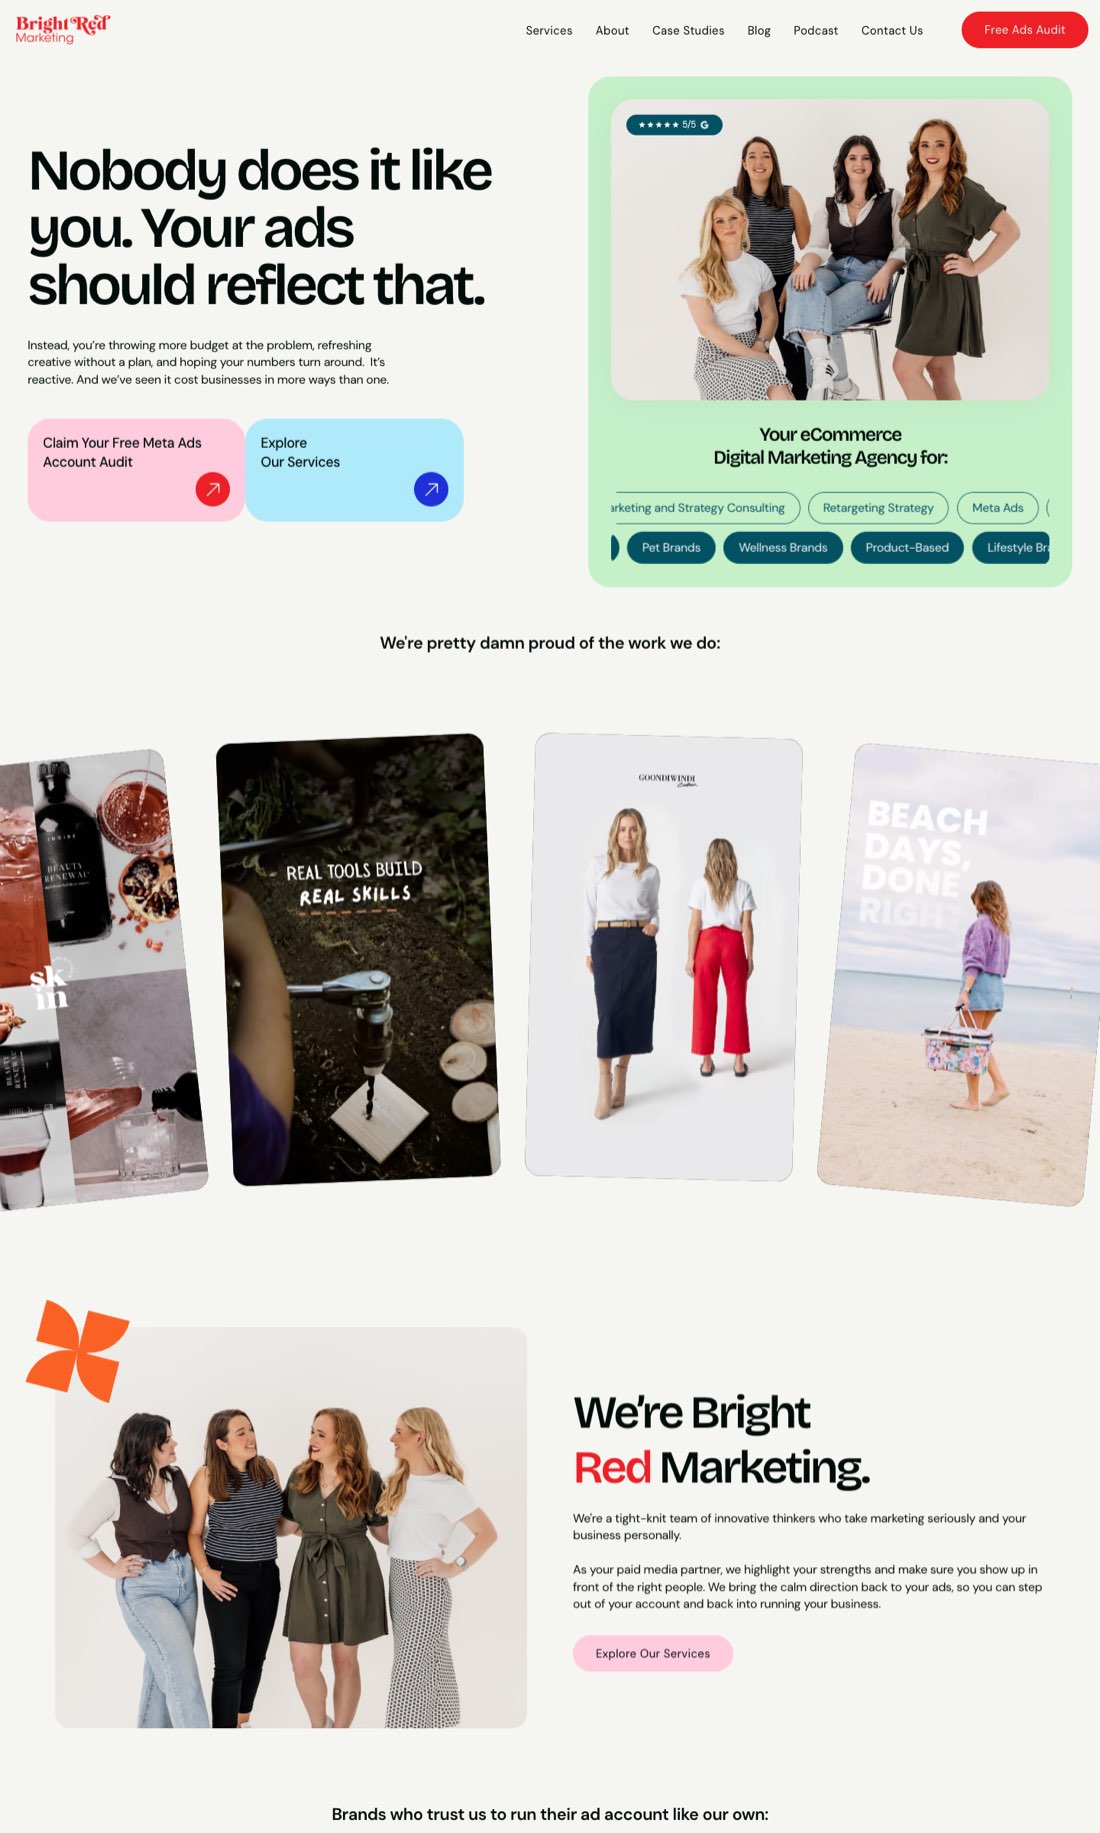 Bright Red
Marketing
Services
About
Case Studies
Blog
Podcast
Contact Us
Free Ads Audit
Nobody does it like
you. Your ads
should reflect that.
Instead, you’re throwing more budget at the problem, refreshing
creative without a plan, and hoping your numbers turn around.  It’s
reactive. And we’ve seen it cost businesses in more ways than one.
Claim Your Free Meta Ads
Account Audit
Explore
Our Services
5/5 G
Your eCommerce
Digital Marketing Agency for:
arketing and Strategy Consulting
Retargeting Strategy
Meta Ads
Pet Brands
Wellness Brands
Product-Based
Lifestyle Bra
We're pretty damn proud of the work we do:
BEAUTY
RENEWAL
skin
BEAUTY
RENEWAL
REAL TOOLS BUILD
REAL SKILLS
GOONDIWINDI
Cotton
BEACH
DAYS,
DONE
RIGHT
We’re Bright
Red Marketing.
We're a tight-knit team of innovative thinkers who take marketing seriously and your
business personally.
As your paid media partner, we highlight your strengths and make sure you show up in
front of the right people. We bring the calm direction back to your ads, so you can step
out of your account and back into running your business.
Explore Our Services
Brands who trust us to run their ad account like our own: